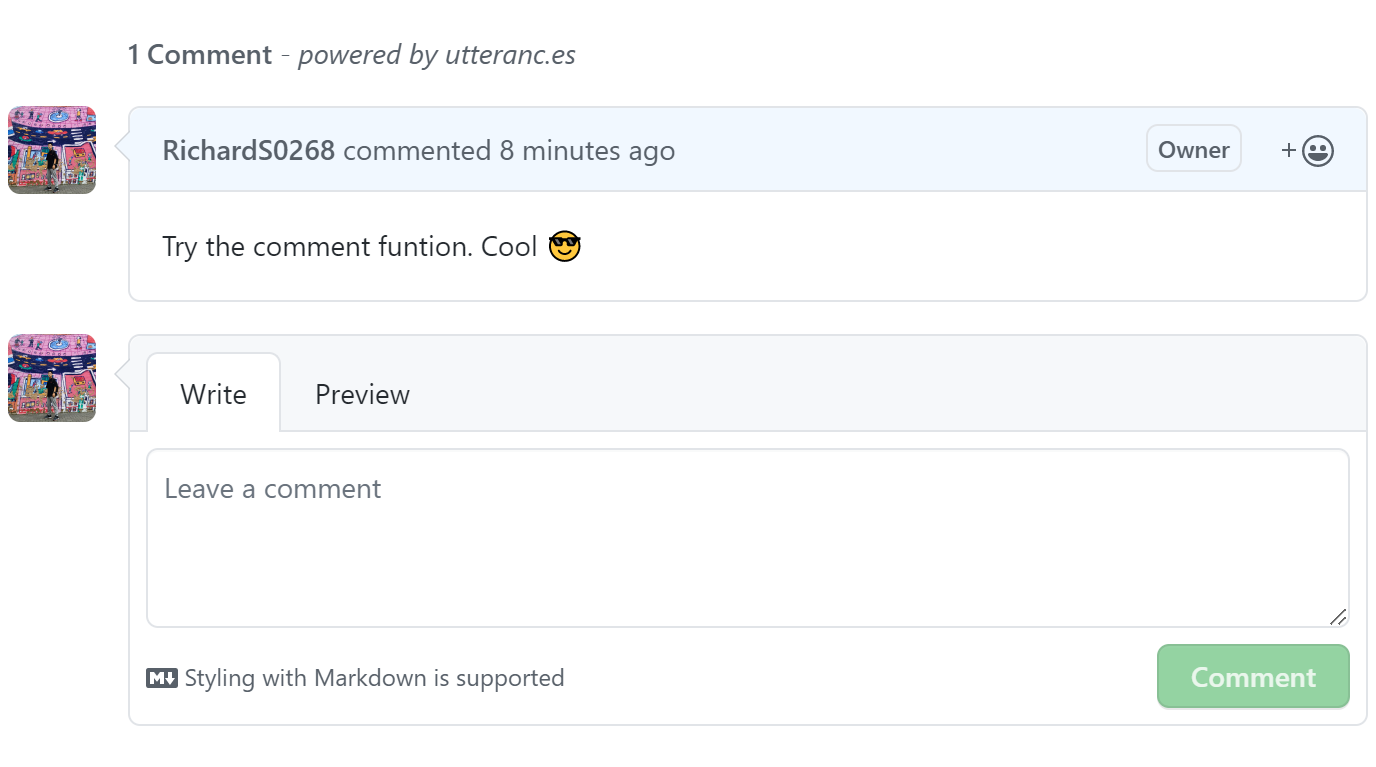 1 Comment - powered by utteranc.es
RichardS0268 commented 8 minutes ago
Owner
+
Try the comment funtion. Cool 😎
Write
Preview
Leave a comment
Styling with Markdown is supported
Comment